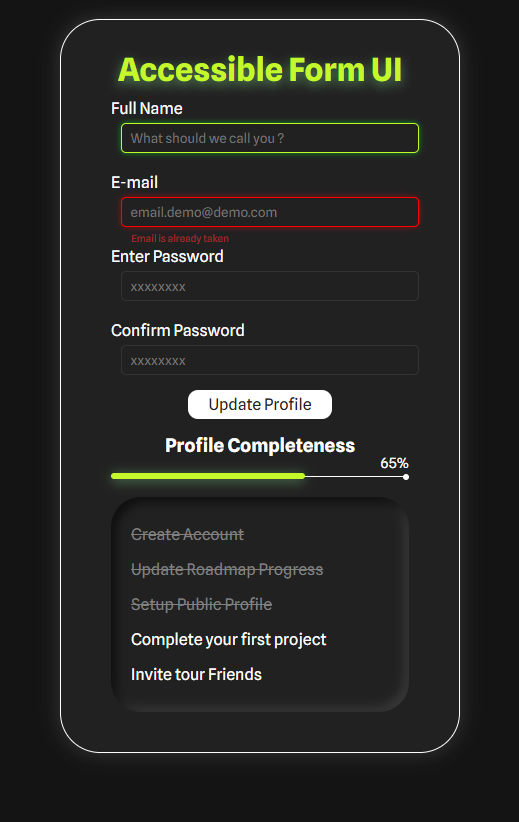 Accessible Form UI
Full Name
What should we call you ?
E-mail
email.demo@demo.com
Email is already taken
Enter Password
xxxxxxxx
Confirm Password
xxxxxxxx
Update Profile
Profile Completeness
65%
Create Account
Update Roadmap Progress
Setup Public Profile
Complete your first project
Invite tour Friends